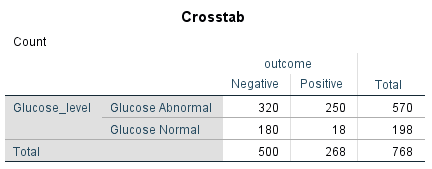 Crosstab
Count
outcome
Negative Positive Total
Glucose_level Glucose Abnormal 320 250 570
Glucose Normal 180 18 198
Total 500 268 768